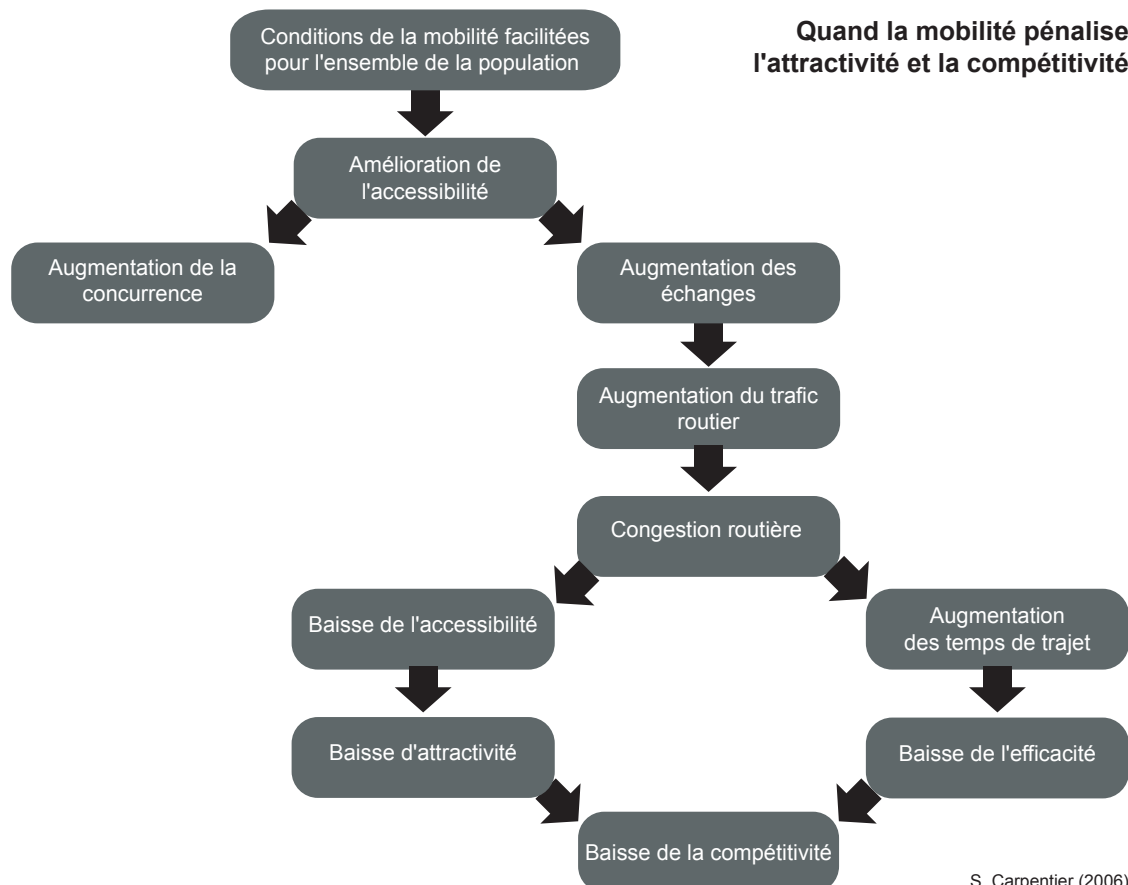 Quand la mobilité pénalise
l'attractivité et la compétitivité
Conditions de la mobilité facilitées
pour l'ensemble de la population
Amélioration de
l'accessibilité
Augmentation de la
concurrence
Augmentation des
échanges
Augmentation du trafic
routier
Congestion routière
Baisse de l'accessibilité
Augmentation
des temps de trajet
Baisse d'attractivité
Baisse de l'efficacité
Baisse de la compétitivité
S. Carpentier (2006)